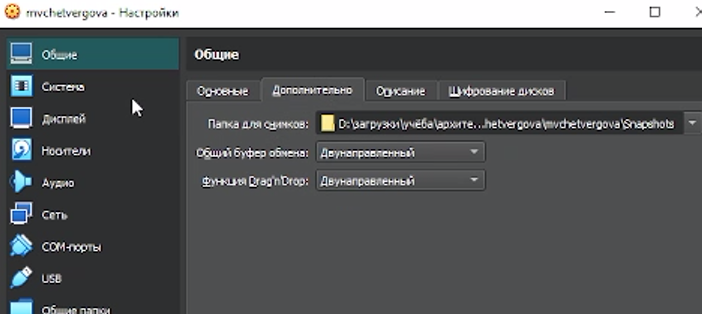 mvchetvergova - Настройки
Общие
Система
Дисплей
Носители
Аудио
Сеть
COM-порты
USB
Общие папки
Общие
Основные Дополнительно Описание Шифрование дисков
Папка для снимков: D:\загрузки\учёба\архите...hetvergova\mvchetvergova\Snapshots
Общий буфер обмена: Двунаправленный
Функция Drag'n'Drop: Двунаправленный